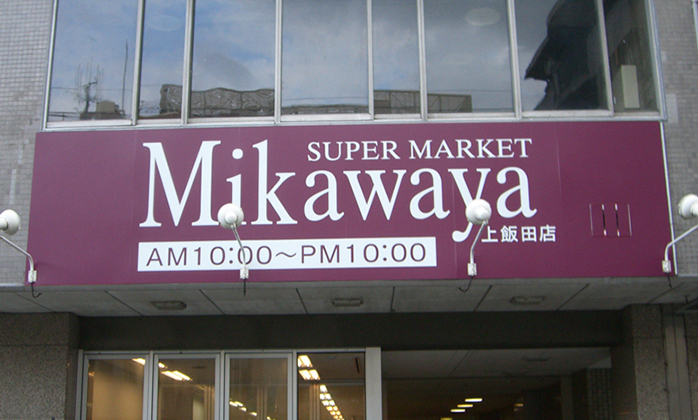 SUPER MARKET
Mikawaya
上飯田店
AM10:00～PM10:00